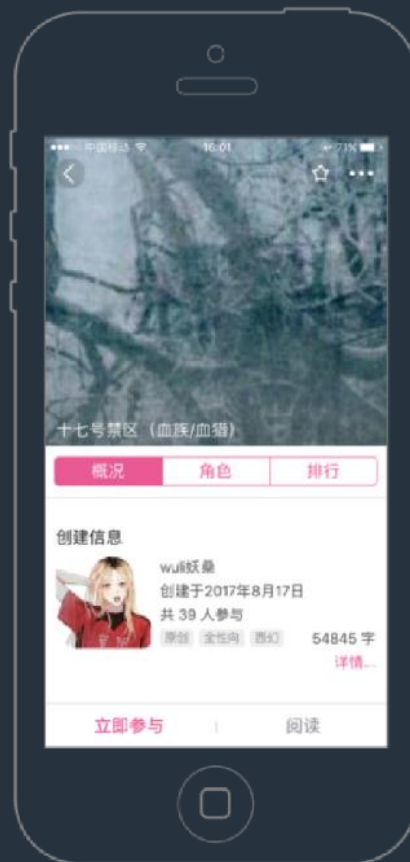 中国移动 16:01 71%
十七号禁区（血族/血猎）
概况 角色 排行
创建信息
wuli妖桑
创建于2017年8月17日
共 39 人参与
原创 全性向 西幻 54845 字
详情...
立即参与 阅读